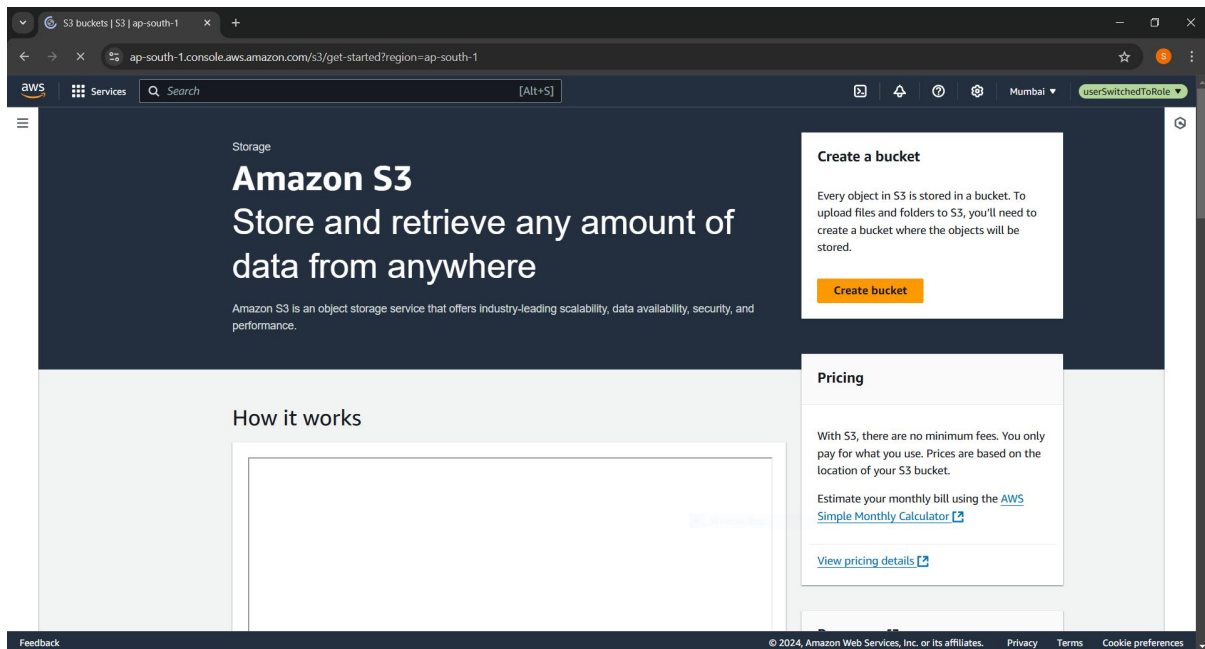 S3 buckets | S3 | ap-south-1
ap-south-1.console.aws.amazon.com/s3/get-started?region=ap-south-1
S
aws
Services
Search
[Alt+S]
Mumbai
userSwitchedToRole
Storage
Amazon S3
Store and retrieve any amount of
data from anywhere
Amazon S3 is an object storage service that offers industry-leading scalability, data availability, security, and
performance.
Create a bucket
Every object in S3 is stored in a bucket. To
upload files and folders to S3, you'll need to
create a bucket where the objects will be
stored.
Create bucket
How it works
Pricing
With S3, there are no minimum fees. You only
pay for what you use. Prices are based on the
location of your S3 bucket.
Estimate your monthly bill using the AWS
Simple Monthly Calculator
View pricing details
Feedback
© 2024, Amazon Web Services, Inc. or its affiliates.
Privacy
Terms
Cookie preferences